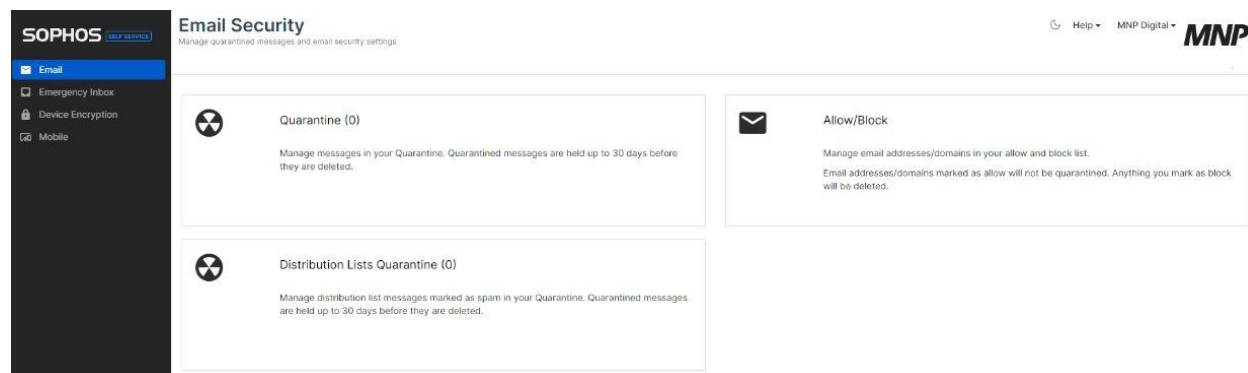 SOPHOS SELF SERVICE
Email
Emergency Inbox
Device Encryption
Mobile
Email Security
Manage quarantined messages and email security settings
Help
MNP Digital
MNP
Quarantine (0)
Manage messages in your Quarantine. Quarantined messages are held up to 30 days before
they are deleted.
Allow/Block
Manage email addresses/domains in your allow and block list.
Email addresses/domains marked as allow will not be quarantined. Anything you mark as block
will be deleted.
Distribution Lists Quarantine (0)
Manage distribution list messages marked as spam in your Quarantine. Quarantined messages
are held up to 30 days before they are deleted.